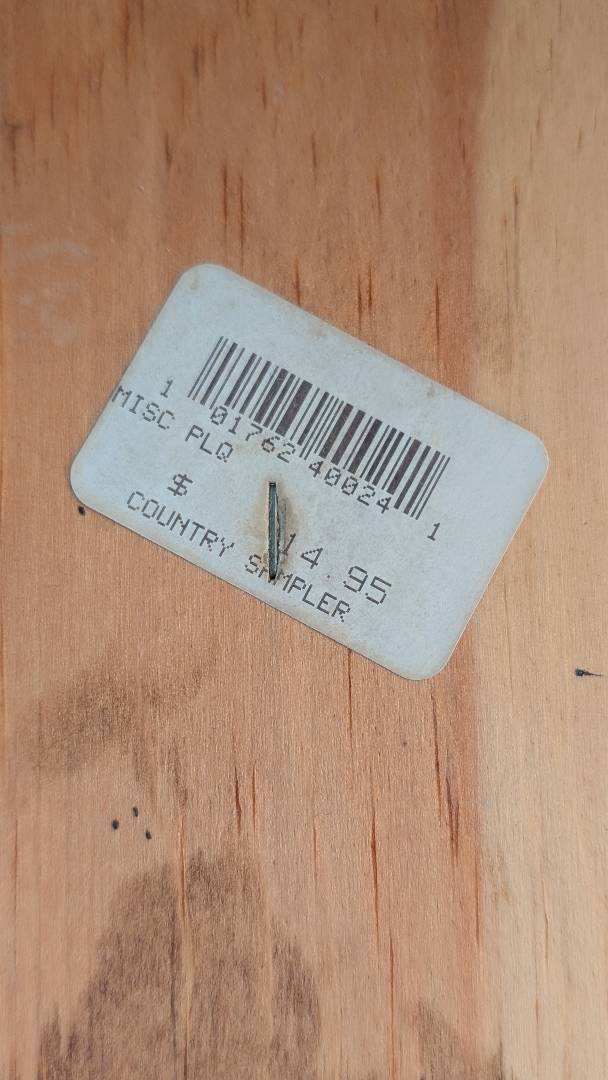 1 01762 40024 1
MISC PLQ
$ 14.95
COUNTRY SAMPLER